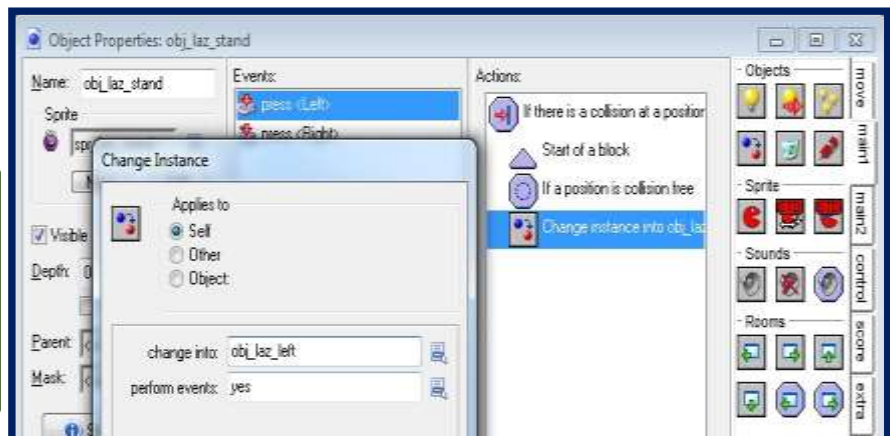 Object Properties: obj_laz_stand
Name: obj_laz_stand
Sprite
Visible
Depth: 0
Parent:
Mask:
Events:
press <Left>
press <Right>
Actions:
If there is a collision at a position
Start of a block
If a position is collision free
Change instance into obj_laz
Change Instance
Applies to
Self
Other
Object:
change into: obj_laz_left
perform events: yes
Objects
Sprite
Sounds
Rooms
move
main1
main2
control
score
extra